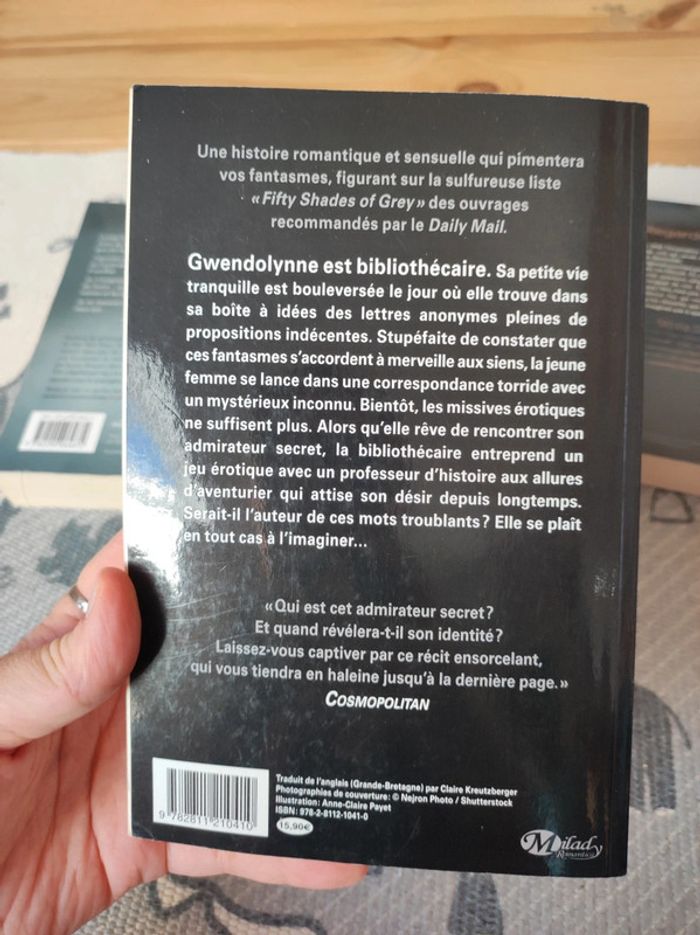 Une histoire romantique et sensuelle qui pimentera
vos fantasmes, figurant sur la sulfureuse liste
« Fifty Shades of Grey » des ouvrages
recommandés par le Daily Mail.
Gwendolynne est bibliothécaire. Sa petite vie
tranquille est bouleversée le jour où elle trouve dans
sa boîte à idées des lettres anonymes pleines de
propositions indécentes. Stupéfaite de constater que
ces fantasmes s’accordent à merveille aux siens, la jeune
femme se lance dans une correspondance torride avec
un mystérieux inconnu. Bientôt, les missives érotiques
ne suffisent plus. Alors qu’elle rêve de rencontrer son
admirateur secret, la bibliothécaire entreprend un
jeu érotique avec un professeur d’histoire aux allures
d’aventurier qui attise son désir depuis longtemps.
Serait-il l’auteur de ces mots troublants ? Elle se plaît
en tout cas à l’imaginer...
« Qui est cet admirateur secret ?
Et quand révélera-t-il son identité ?
Laissez-vous captiver par ce récit ensorcelant,
qui vous tiendra en haleine jusqu’à la dernière page. »
COSMOPOLITAN
Traduit de l’anglais (Grande-Bretagne) par Claire Kreutzberger
Photographies de couverture : © Nejron Photo / Shutterstock
Illustration : Anne-Claire Payet
ISBN : 978-2-8112-1041-0
9 782811 210410
15,90€
Milady
Romantica